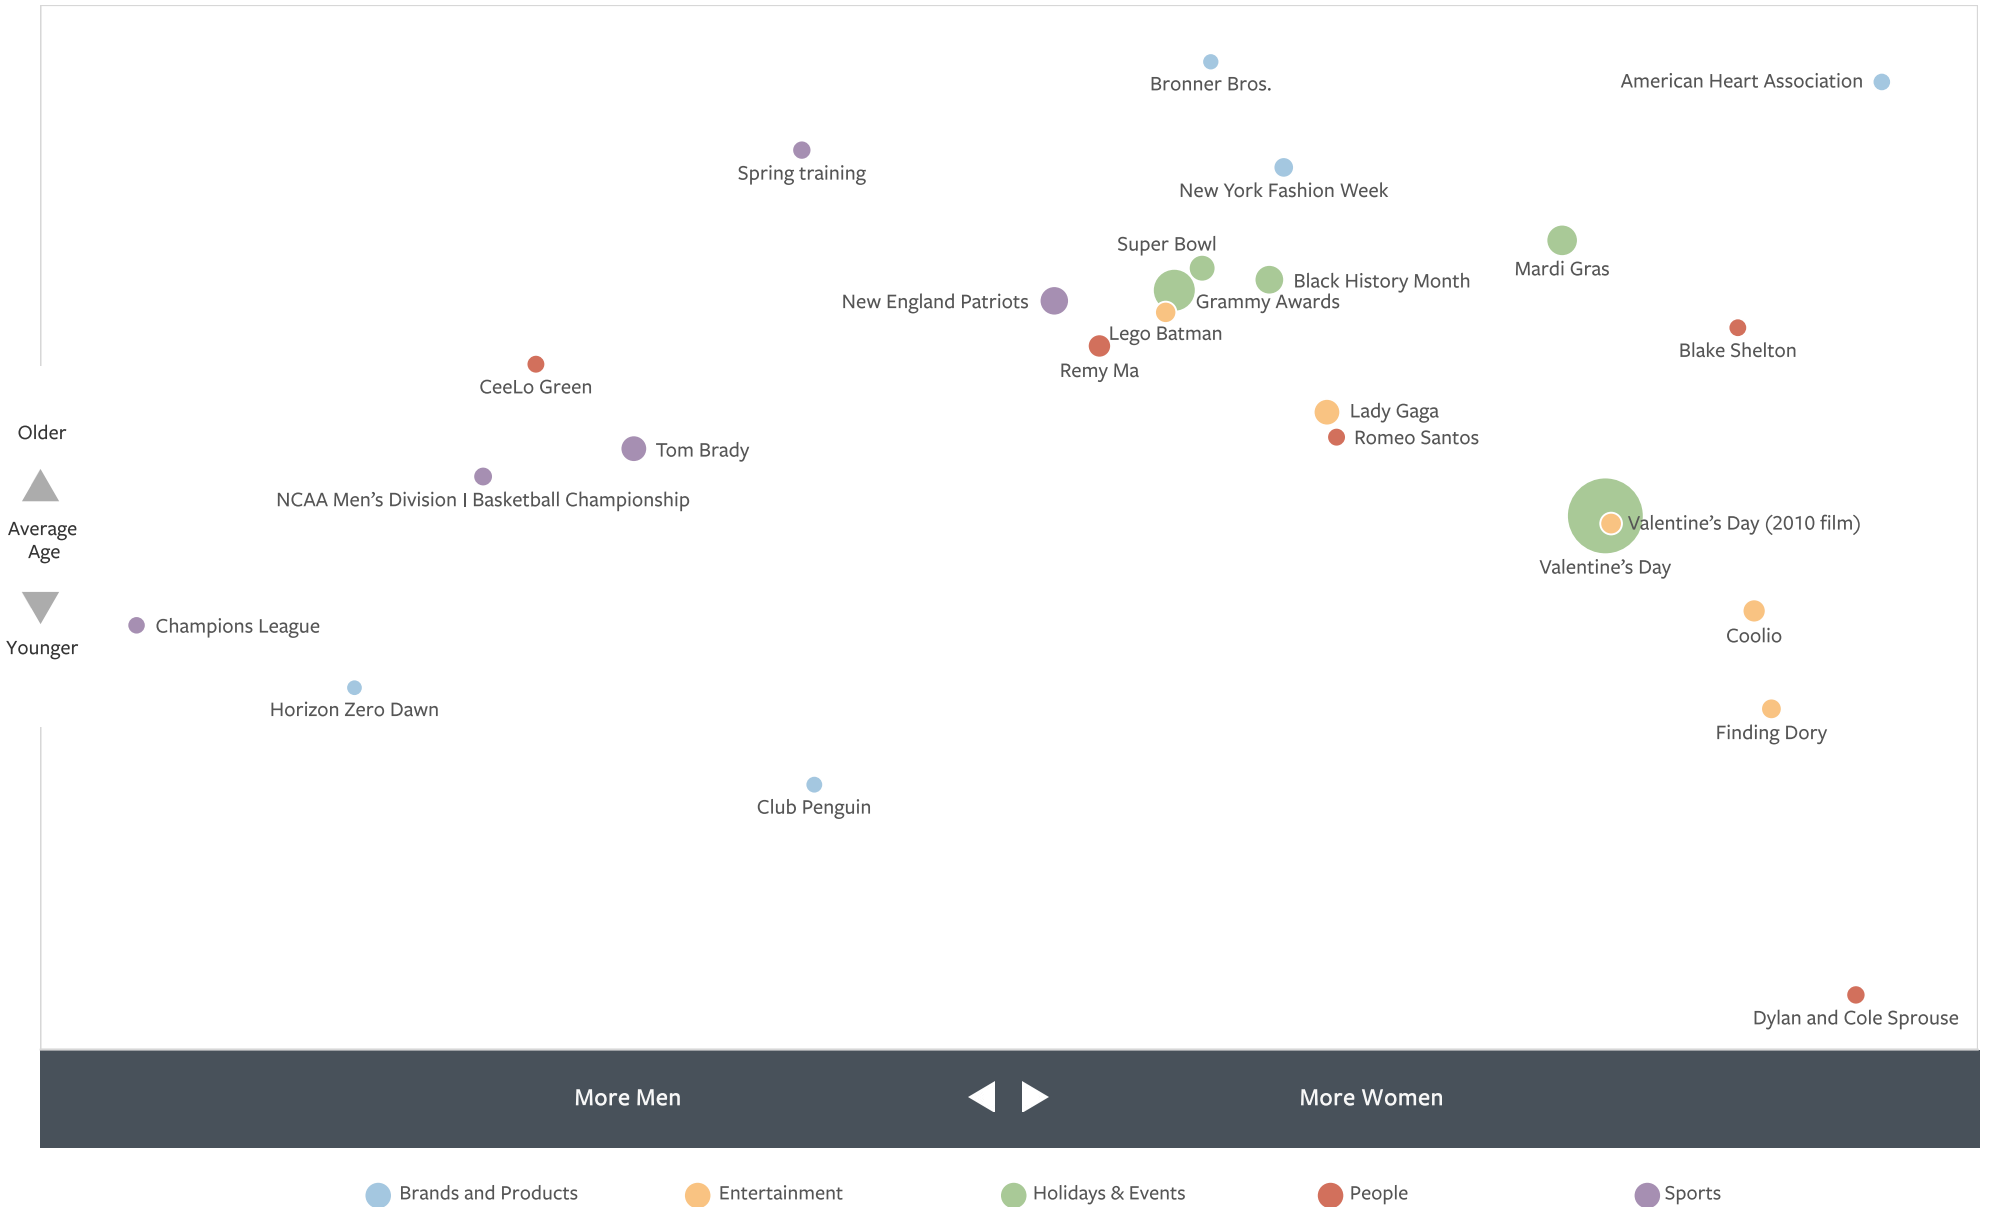 Bronner Bros.
American Heart Association
Spring training
New York Fashion Week
Super Bowl
Mardi Gras
Black History Month
New England Patriots
Grammy Awards
Lego Batman
Blake Shelton
Remy Ma
CeeLo Green
Lady Gaga
Older
Romeo Santos
Tom Brady
NCAA Men’s Division I Basketball Championship
Valentine’s Day (2010 film)
Average
Age
Valentine’s Day
Champions League
Coolio
Younger
Horizon Zero Dawn
Finding Dory
Club Penguin
Dylan and Cole Sprouse
More Men
More Women
Brands and Products
Entertainment
Holidays & Events
People
Sports